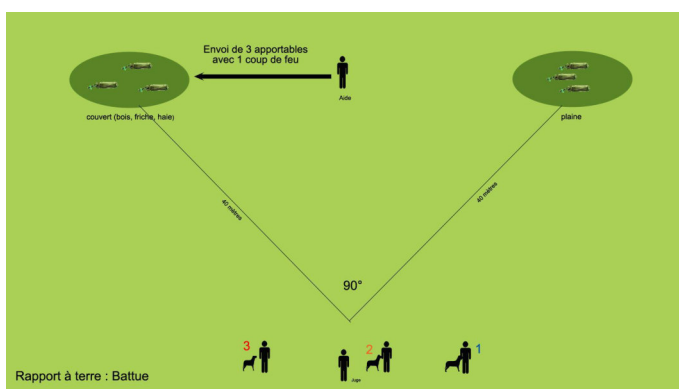 Envoi de 3 apportables
avec 1 coup de feu
Aide
couvert (bois, friche, haie)
plaine
40 mètres
40 mètres
90°
3
2
1
Juge
Rapport à terre : Battue